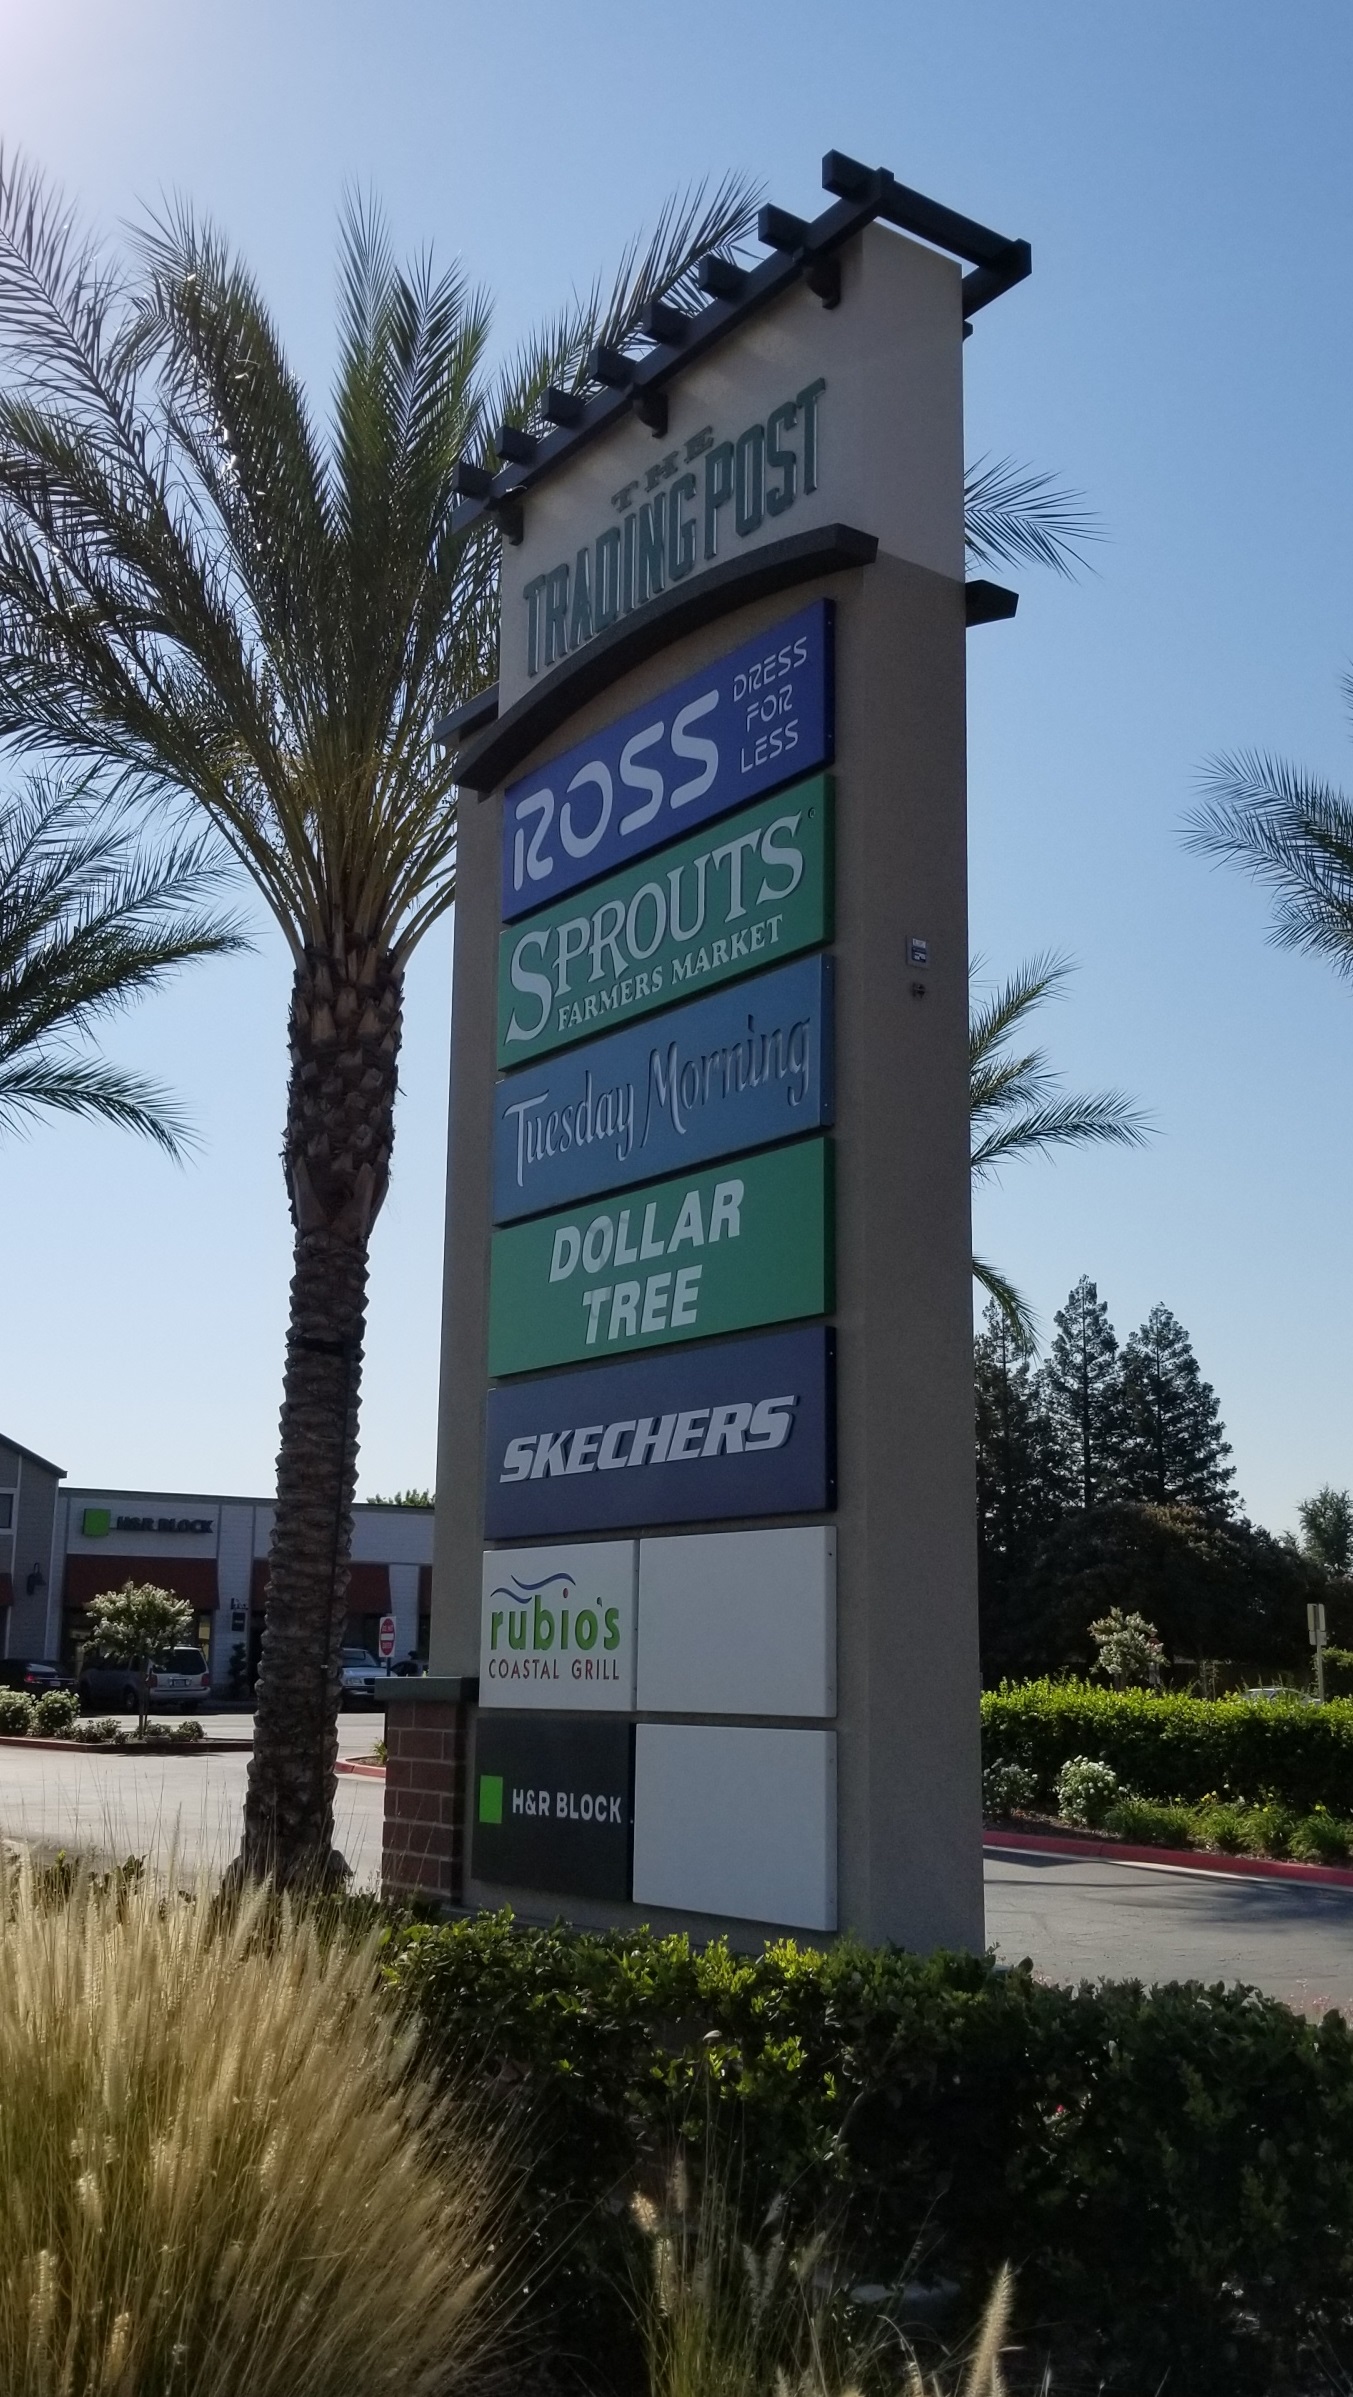 THE
TRADING POST
ROSS
DRESS
FOR
LESS
SPROUTS®
FARMERS MARKET
Tuesday Morning
DOLLAR
TREE
SKECHERS
rubio's
COASTAL GRILL
H&R BLOCK
H&R BLOCK